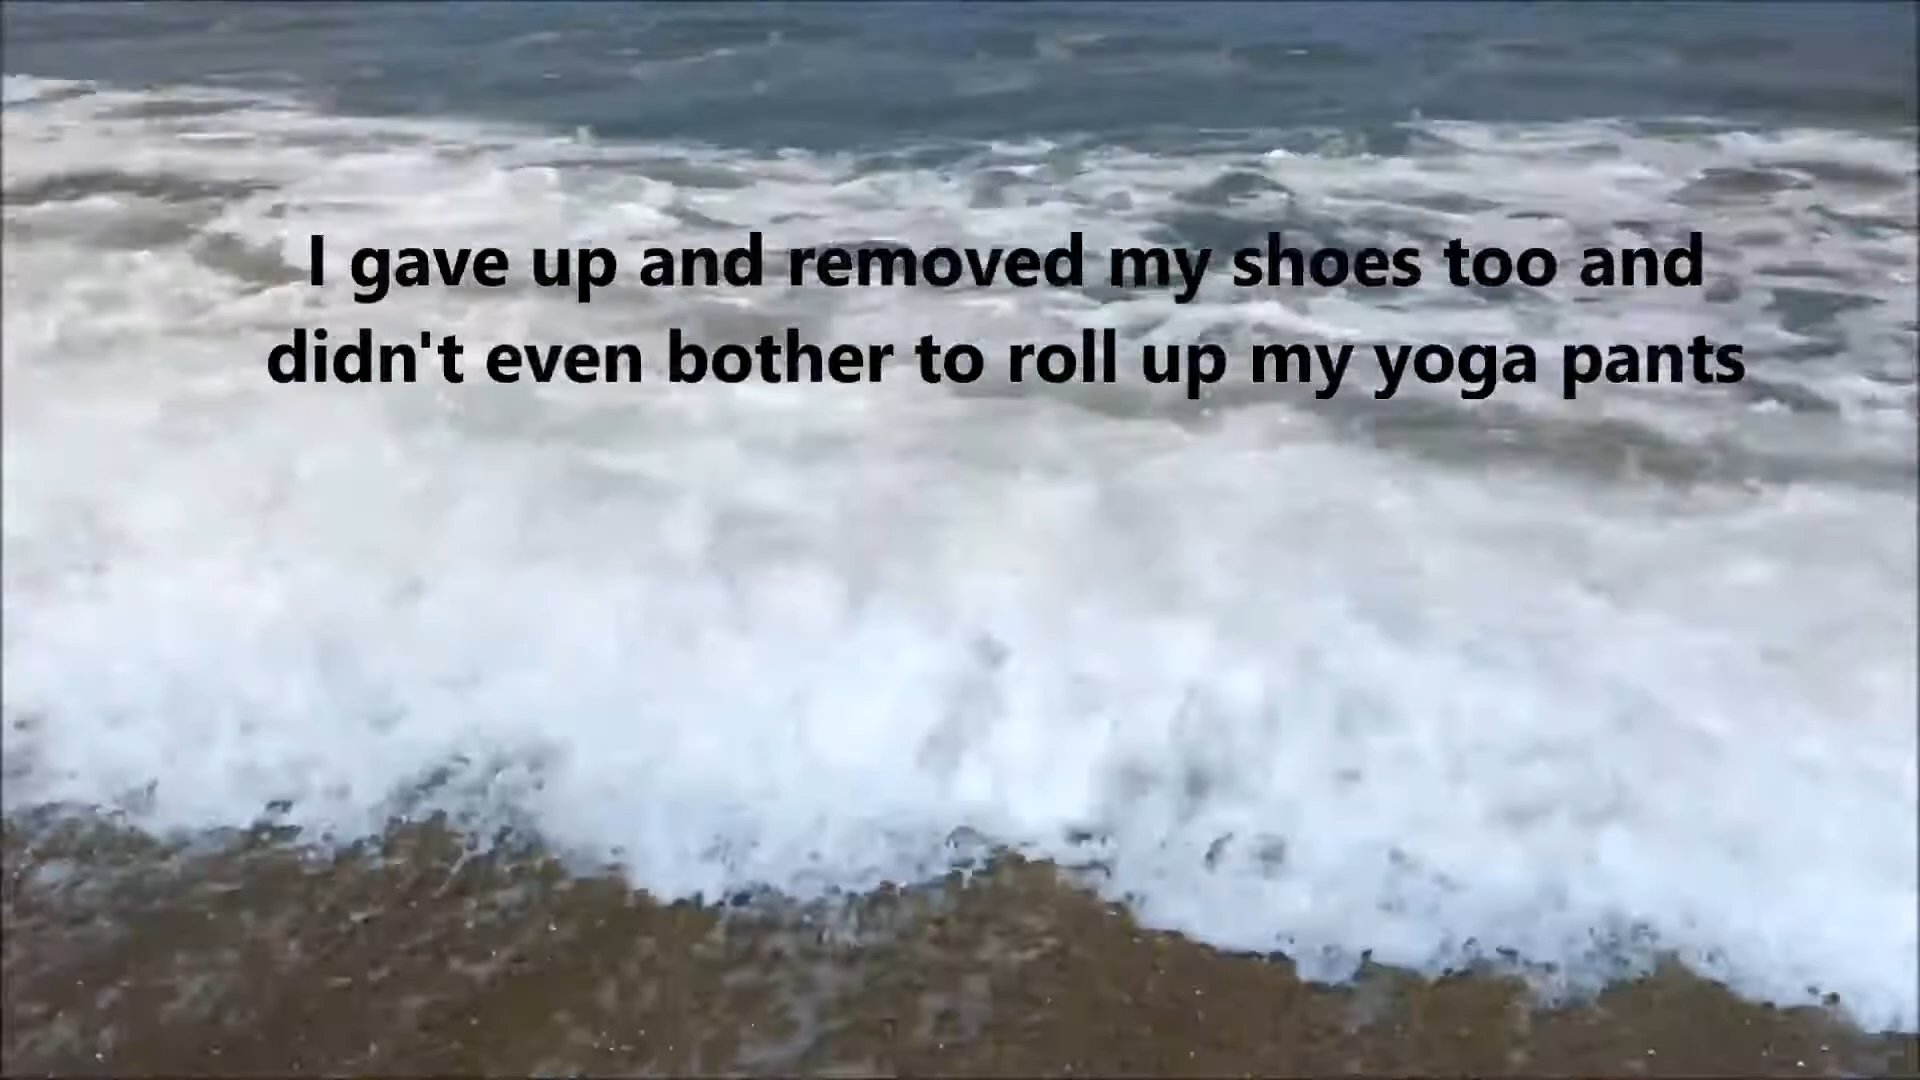 I gave up and removed my shoes too and
didn't even bother to roll up my yoga pants